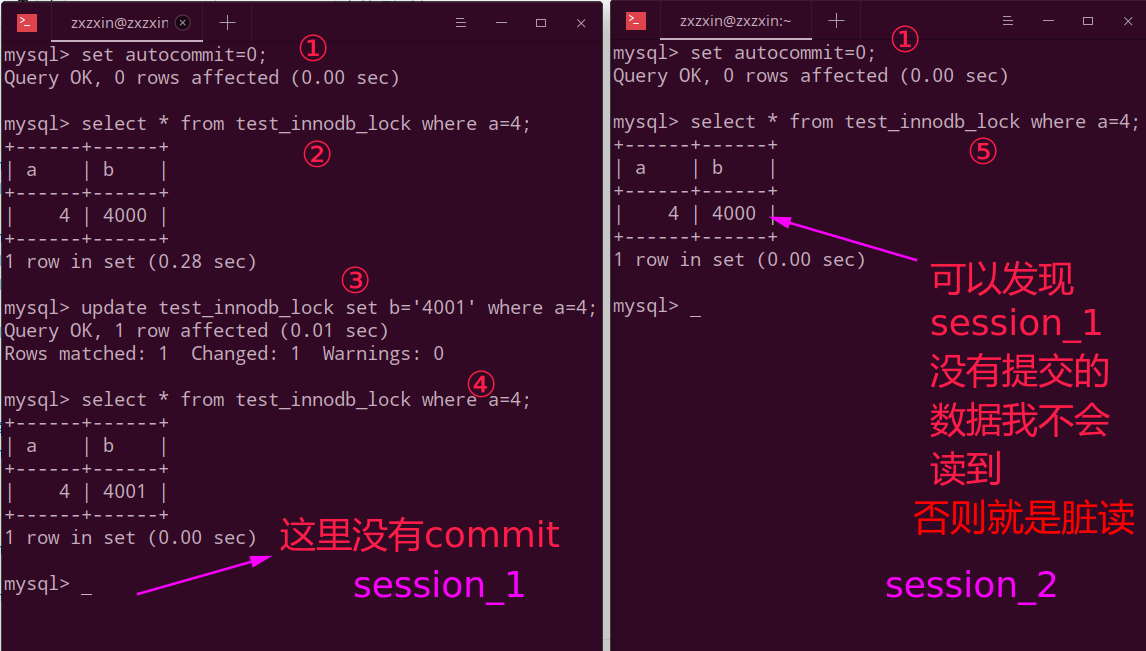 zxzxin@zxzxin:
mysql> set autocommit=0;
①
Query OK, 0 rows affected (0.00 sec)
mysql> select * from test_innodb_lock where a=4;
②
+------+------+
| a    | b    |
+------+------+
|    4 | 4000 |
+------+------+
1 row in set (0.28 sec)
③
mysql> update test_innodb_lock set b='4001' where a=4;
Query OK, 1 row affected (0.01 sec)
Rows matched: 1  Changed: 1  Warnings: 0
④
mysql> select * from test_innodb_lock where a=4;
+------+------+
| a    | b    |
+------+------+
|    4 | 4001 |
+------+------+
1 row in set (0.00 sec)
这里没有commit
mysql> _
session_1
zxzxin@zxzxin:~
mysql> set autocommit=0;
①
Query OK, 0 rows affected (0.00 sec)
mysql> select * from test_innodb_lock where a=4;
⑤
+------+------+
| a    | b    |
+------+------+
|    4 | 4000 |
+------+------+
1 row in set (0.00 sec)
mysql> _
可以发现
session_1
没有提交的
数据我不会
读到
否则就是脏读
session_2